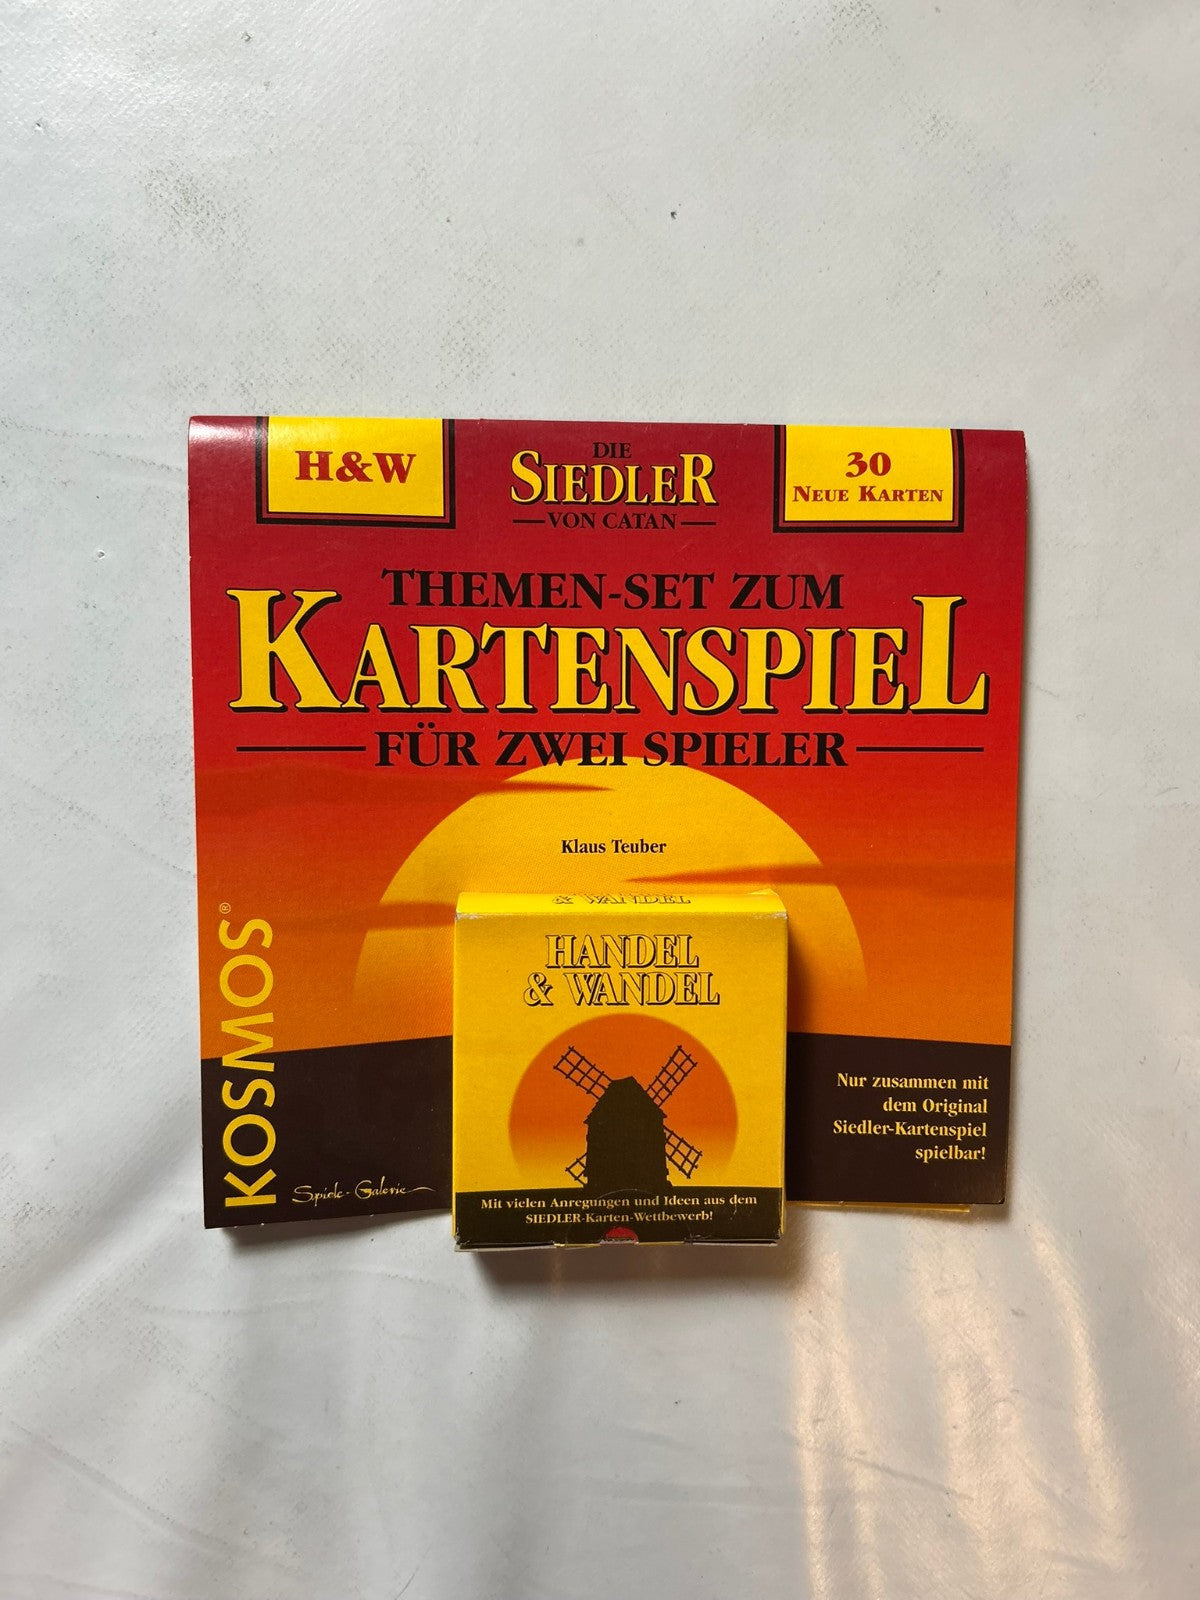 H&W
DIE
SIEDLER
VON CATAN
30
NEUE KARTEN
THEMEN-SET ZUM
KARTENSPIEL
FÜR ZWEI SPIELER
Klaus Teuber
& WANDEL
HANDEL
& WANDEL
Mit vielen Anregungen und Ideen aus dem
SIEDLER-Karten-Wettbewerb!
KOSMOS®
Spiele-Galerie
Nur zusammen mit
dem Original
Siedler-Kartenspiel
spielbar!